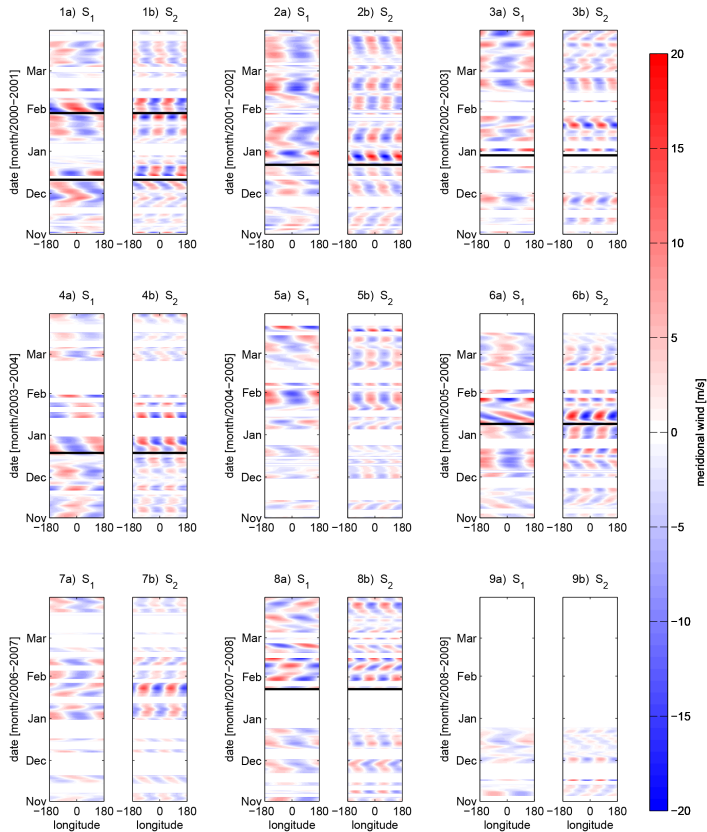 1a) S1
1b) S2
2a) S1
2b) S2
3a) S1
3b) S2
date [month/2000−2001]
Mar
Feb
Jan
Dec
Nov
−180 0 180
−180 0 180
date [month/2001−2002]
Mar
Feb
Jan
Dec
Nov
−180 0 180
−180 0 180
date [month/2002−2003]
Mar
Feb
Jan
Dec
Nov
−180 0 180
−180 0 180
4a) S1
4b) S2
5a) S1
5b) S2
6a) S1
6b) S2
date [month/2003−2004]
Mar
Feb
Jan
Dec
Nov
−180 0 180
−180 0 180
date [month/2004−2005]
Mar
Feb
Jan
Dec
Nov
−180 0 180
−180 0 180
date [month/2005−2006]
Mar
Feb
Jan
Dec
Nov
−180 0 180
−180 0 180
7a) S1
7b) S2
8a) S1
8b) S2
9a) S1
9b) S2
date [month/2006−2007]
Mar
Feb
Jan
Dec
Nov
−180 0 180
longitude
−180 0 180
longitude
date [month/2007−2008]
Mar
Feb
Jan
Dec
Nov
−180 0 180
longitude
−180 0 180
longitude
date [month/2008−2009]
Mar
Feb
Jan
Dec
Nov
−180 0 180
longitude
−180 0 180
longitude
20
15
10
5
0
−5
−10
−15
−20
meridional wind [m/s]